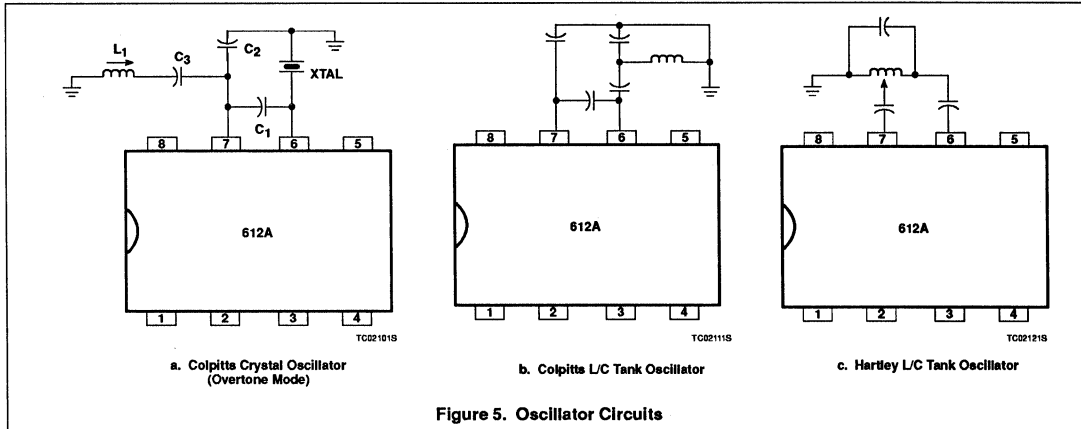 L1
C3
C2
XTAL
C1
8 7 6 5
612A
1 2 3 4
TC02101S
a. Colpitts Crystal Oscillator
(Overtone Mode)
8 7 6 5
612A
1 2 3 4
TC02111S
b. Colpitts L/C Tank Oscillator
8 7 6 5
612A
1 2 3 4
TC02121S
c. Hartley L/C Tank Oscillator
Figure 5. Oscillator Circuits